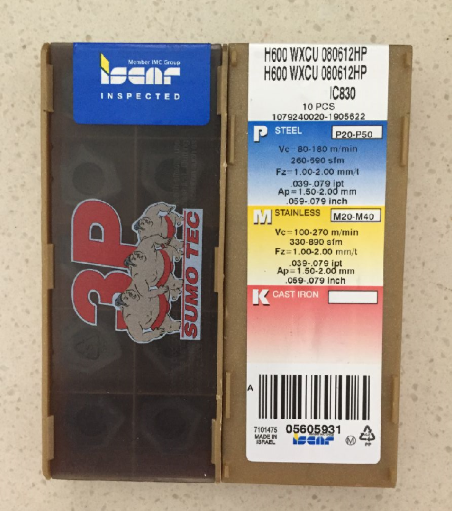 Member IMC Group
iscar
INSPECTED
3P
SUMO TEC
H600 WXCU 080612HP
H600 WXCU 080612HP
IC830
10 PCS
1079240020-1905622
P STEEL P20-P50
Vc=80-180 m/min
260-590 sfm
Fz=1.00-2.00 mm/t
.039-.079 ipt
Ap=1.50-2.00 mm
.059-.079 inch
M STAINLESS M20-M40
Vc=100-270 m/min
330-890 sfm
Fz=1.00-2.00 mm/t
.039-.079 ipt
Ap=1.50-2.00 mm
.059-.079 inch
K CAST IRON
A
7101475 05605931
MADE IN ISRAEL
iscar
M
PP